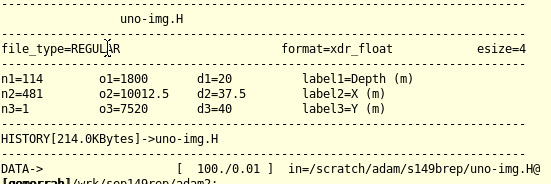 --------------------------------------------------------------------------
uno-img.H
--------------------------------------------------------------------------
file_type=REGULAR format=xdr_float esize=4
--------------------------------------------------------------------------
n1=114 o1=1800 d1=20 label1=Depth (m)
n2=481 o2=10012.5 d2=37.5 label2=X (m)
n3=1 o3=7520 d3=40 label3=Y (m)
--------------------------------------------------------------------------
HISTORY[214.0KBytes]->uno-img.H
--------------------------------------------------------------------------
DATA-> [ 100./0.01 ] in=/scratch/adam/s149brep/uno-img.H@
[gomorrah]/wrk/sep149rep/adam2: